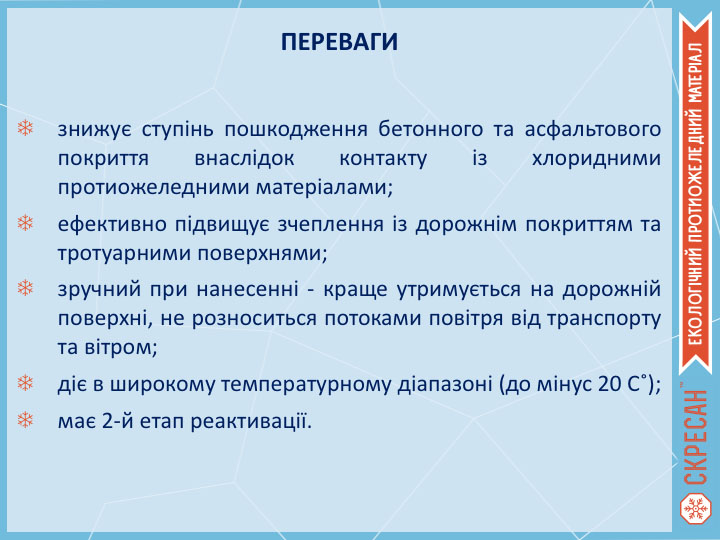 ПЕРЕВАГИ
знижує ступінь пошкодження бетонного та асфальтового
покриття внаслідок контакту із хлоридними
протиожеледними матеріалами;
ефективно підвищує зчеплення із дорожнім покриттям та
тротуарними поверхнями;
зручний при нанесенні - краще утримується на дорожній
поверхні, не розноситься потоками повітря від транспорту
та вітром;
діє в широкому температурному діапазоні (до мінус 20 С˚);
має 2-й етап реактивації.
ЕКОЛОГІЧНИЙ ПРОТИОЖЕЛЕДНИЙ МАТЕРІАЛ
СКРЕСАН™